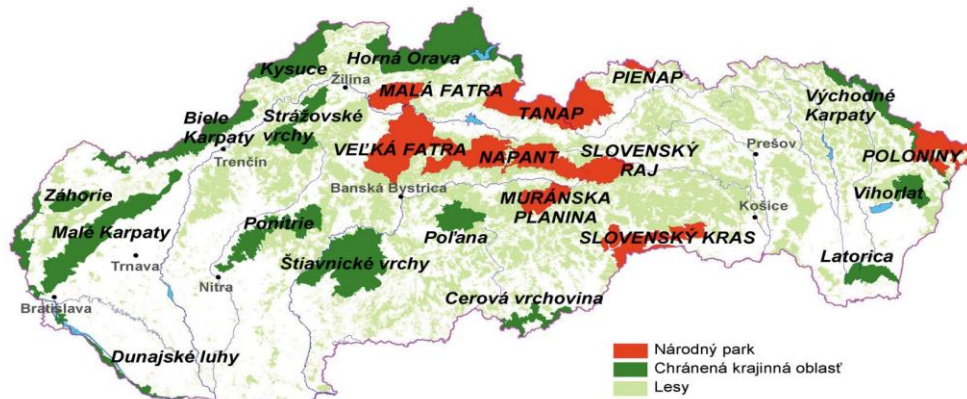 Horná Orava
Kysuce
Žilina
PIENAP
MALÁ FATRA
TANAP
Východné
Karpaty
Biele
Karpaty
Strážovské
vrchy
Trenčín
VEĽKÁ FATRA
NAPANT
SLOVENSKÝ
RAJ
Prešov
POLONINY
Záhorie
Banská Bystrica
MURÁNSKA
PLANINA
Vihorlat
Košice
Malé Karpaty
Ponitrie
Poľana
SLOVENSKÝ KRAS
Trnava
Nitra
Štiavnické vrchy
Latorica
Bratislava
Cerová vrchovina
Dunajské luhy
Národný park
Chránená krajinná oblasť
Lesy